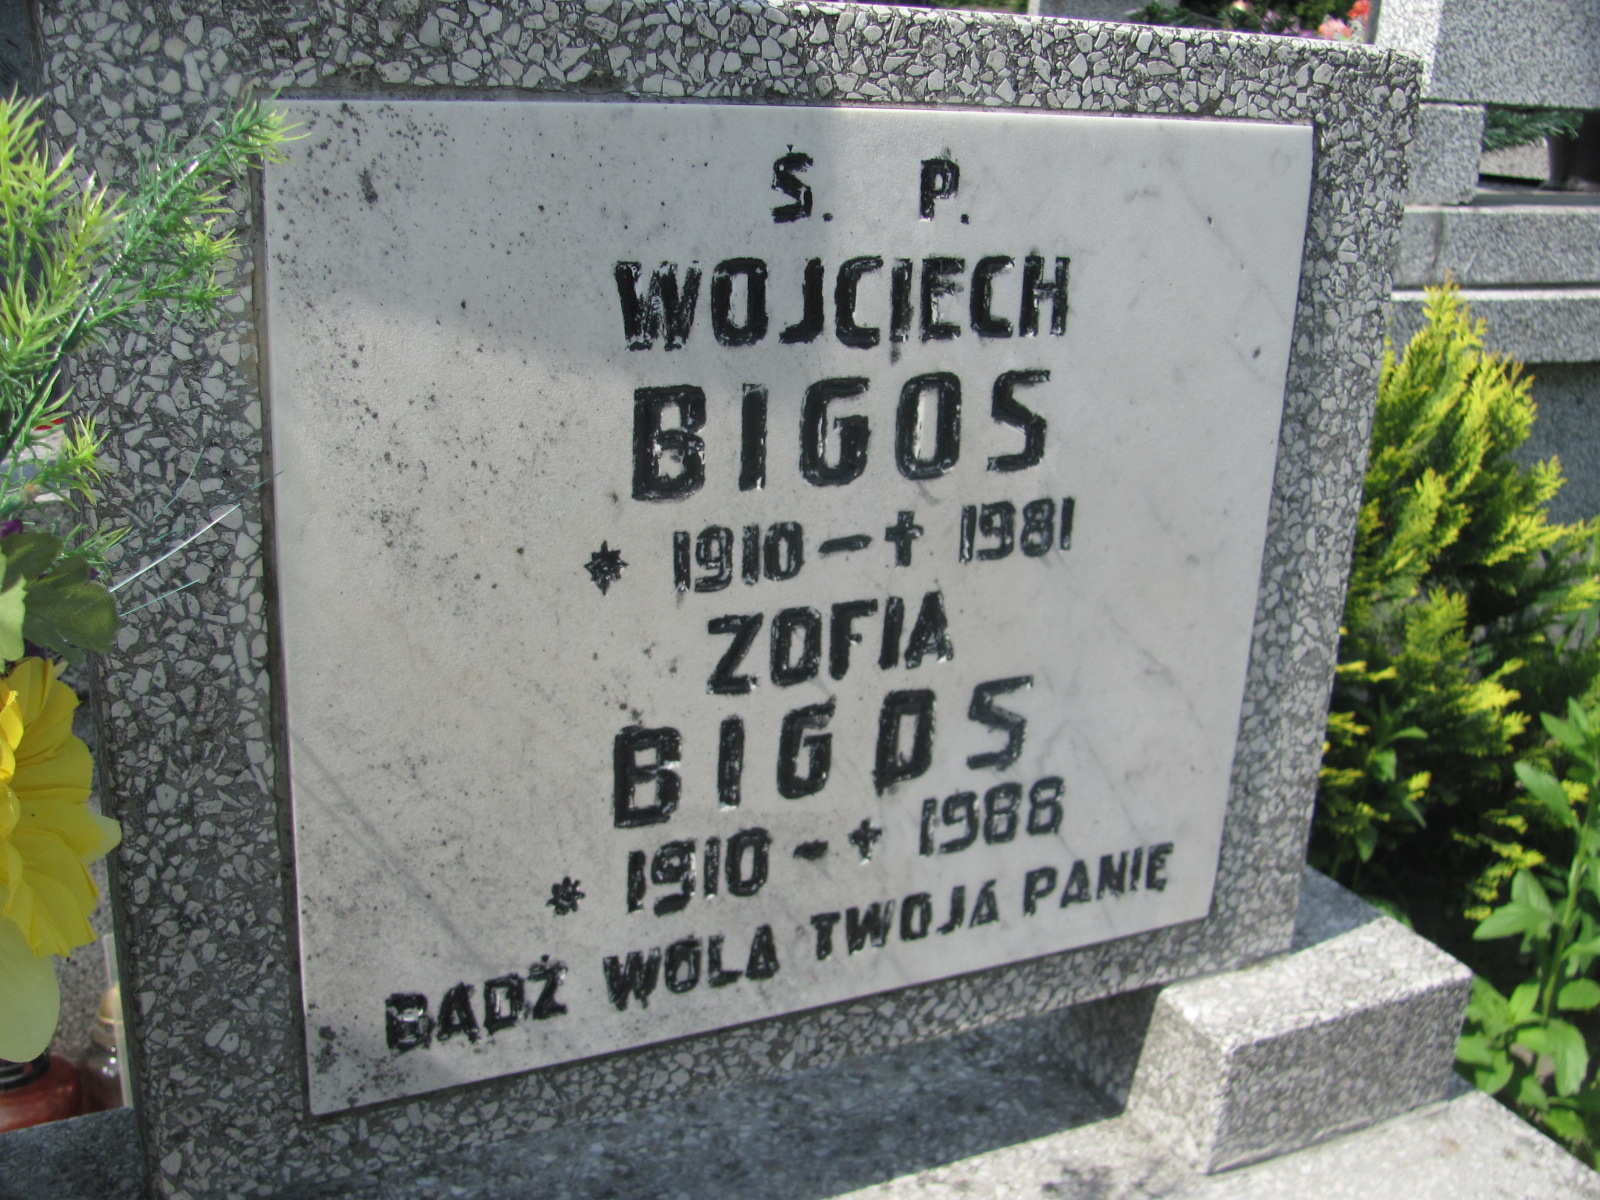 Ś. P.
WOJCIECH
BIGOS
* 1910 – ✝ 1981
ZOFIA
BIGOS
* 1910 – ✝ 1988
BĄDŹ WOLA TWOJA PANIE